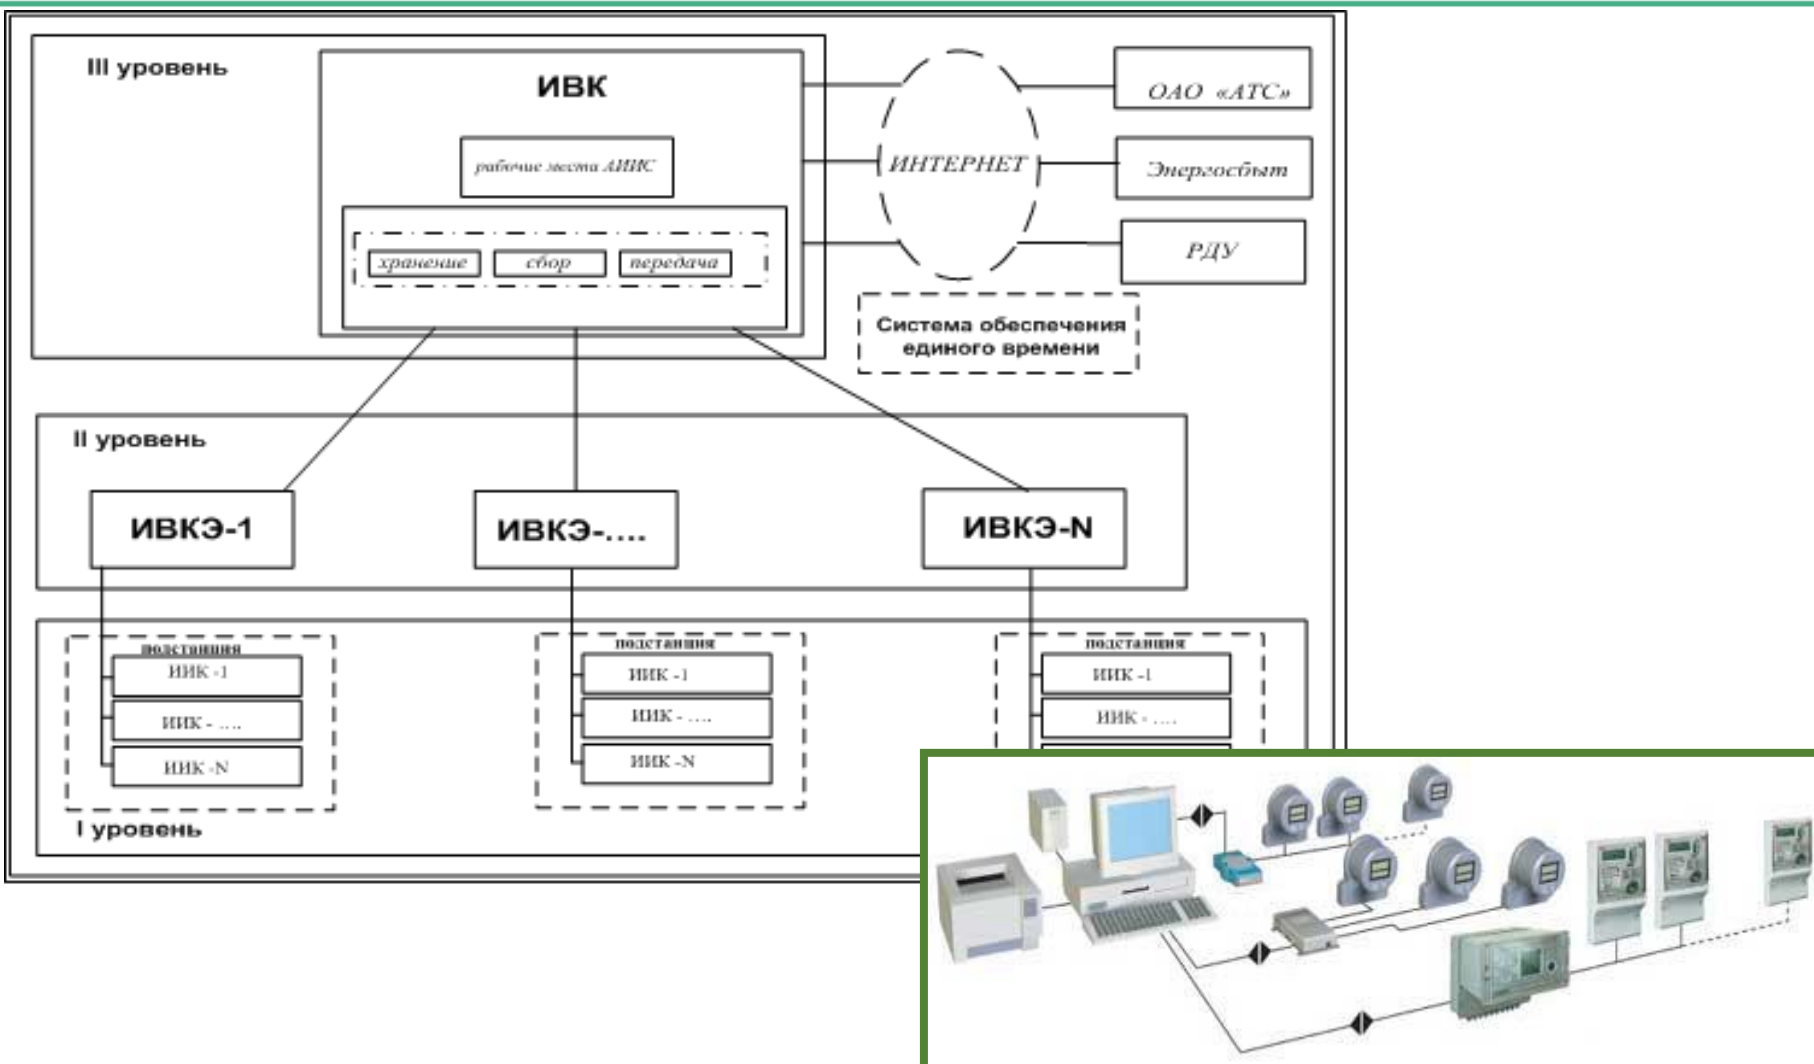 III уровень
ИВК
рабочие места АИИС
хранение
сбор
передача
ИНТЕРНЕТ
ОАО «АТС»
Энергосбыт
РДУ
Система обеспечения
единого времени
II уровень
ИВКЭ-1
ИВКЭ-....
ИВКЭ-N
подстанция
ИИК -1
ИИК - ....
ИИК -N
подстанция
ИИК -1
ИИК - ....
ИИК -N
подстанция
ИИК -1
ИИК - ....
I уровень